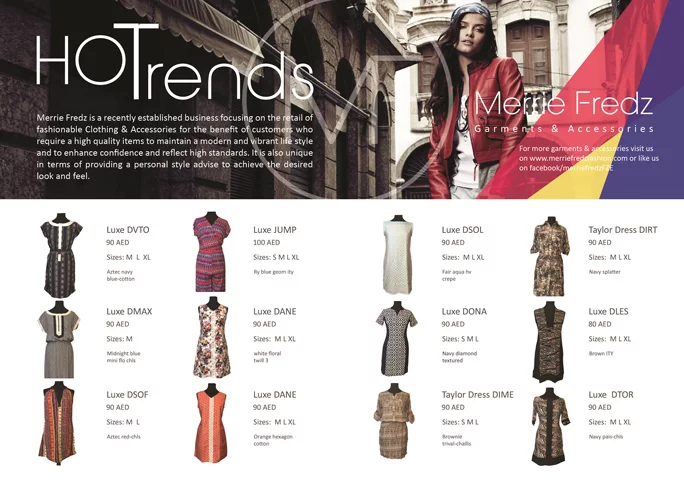 HOTrends
Merrie Fredz is a recently established business focusing on the retail of
fashionable Clothing & Accessories for the benefit of customers who
require a high quality items to maintain a modern and vibrant life style
and to enhance confidence and reflect high standards. It is also unique
in terms of providing a personal style advise to achieve the desired
look and feel.
Merrie Fredz
Garments & Accessories
For more garments & accessories visit us
on www.merriefredzfashion.com or like us
on facebook/merriefredzFZE
Luxe DVTO
90 AED
Sizes: M L XL
Aztec navy
blue-cotton
Luxe JUMP
100 AED
Sizes: S M L XL
Ry blue geom ity
Luxe DSOL
90 AED
Sizes: M L XL
Fair aqua hv
crepe
Taylor Dress DIRT
90 AED
Sizes: M L XL
Navy splatter
Luxe DMAX
90 AED
Sizes: M
Midnight blue
mini flo chls
Luxe DANE
90 AED
Sizes: M L XL
white floral
twill 3
Luxe DONA
90 AED
Sizes: S M L
Navy diamond
textured
Luxe DLES
80 AED
Sizes: M L XL
Brown ITY
Luxe DSOF
90 AED
Sizes: M L
Aztec red-chls
Luxe DANE
90 AED
Sizes: M L XL
Orange hexagon
cotton
Taylor Dress DIME
90 AED
Sizes: S M L
Brownie
trival-challis
Luxe DTOR
90 AED
Sizes: M L XL
Navy pais-chls